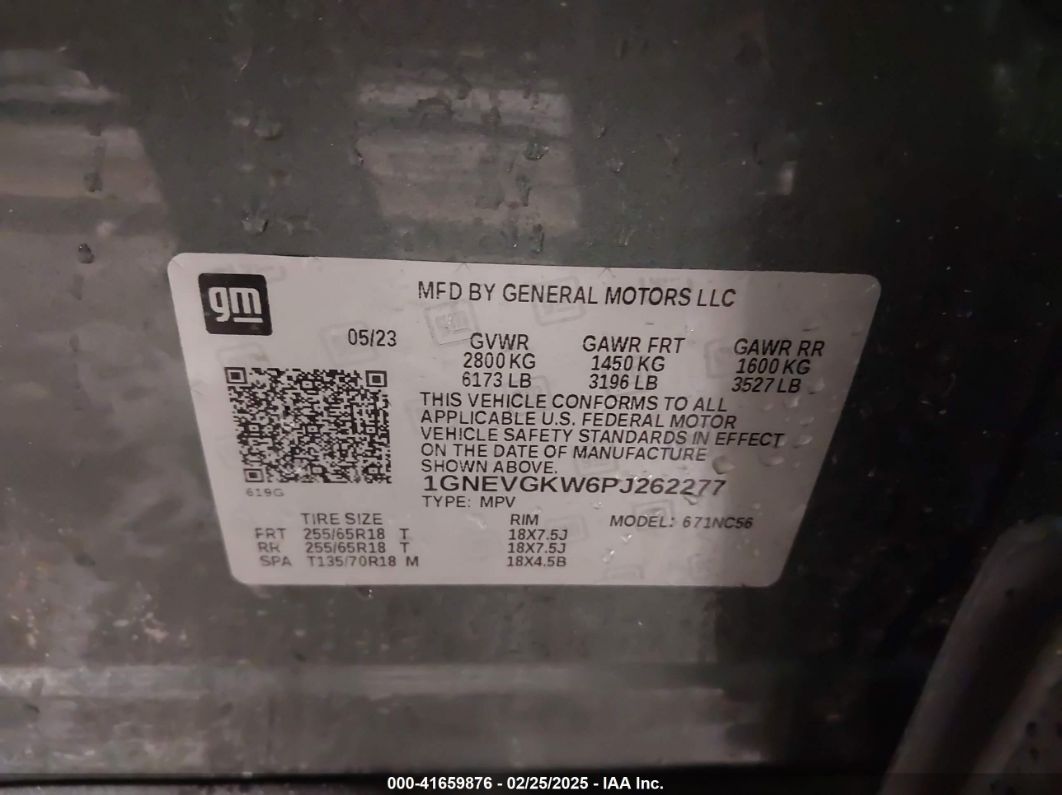 gm
MFD BY GENERAL MOTORS LLC
05/23
GVWR GAWR FRT GAWR RR
2800 KG 1450 KG 1600 KG
6173 LB 3196 LB 3527 LB
THIS VEHICLE CONFORMS TO ALL
APPLICABLE U.S. FEDERAL MOTOR
VEHICLE SAFETY STANDARDS IN EFFECT
ON THE DATE OF MANUFACTURE
SHOWN ABOVE.
1GNEVGKW6PJ262277
619G
TYPE: MPV
TIRE SIZE RIM MODEL: 671NC56
FRT 255/65R18 T 18X7.5J
RR 255/65R18 T 18X7.5J
SPA T135/70R18 M 18X4.5B
000-41659876 - 02/25/2025 - IAA Inc.